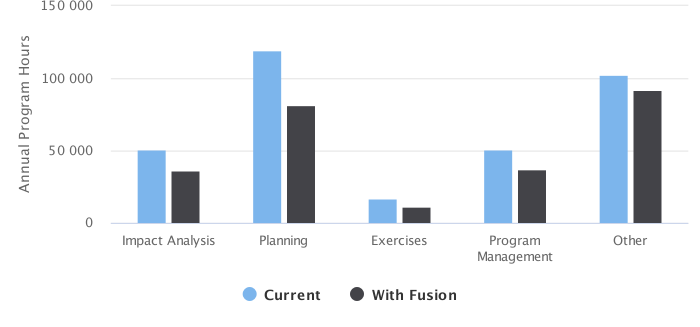 150 000
100 000
50 000
0
Annual Program Hours
Impact Analysis
Planning
Exercises
Program
Management
Other
Current
With Fusion